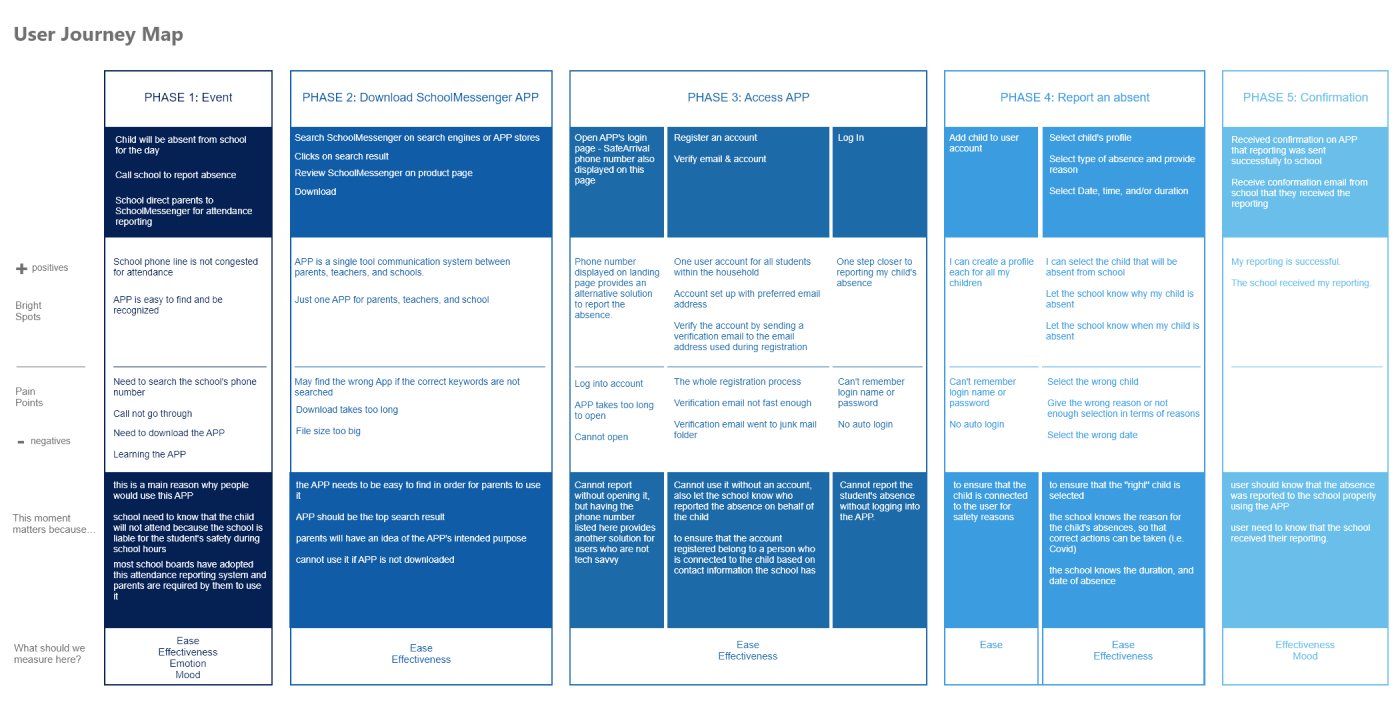 User Journey Map
PHASE 1: Event
PHASE 2: Download SchoolMessenger APP
PHASE 3: Access APP
PHASE 4: Report an absent
PHASE 5: Confirmation
Child will be absent from school
for the day
Call school to report absence
School direct parents to
SchoolMessenger for attendance
reporting
Search SchoolMessenger on search engines or APP stores
Clicks on search result
Review SchoolMessenger on product page
Download
Open APP's login
page - SafeArrival
phone number also
displayed on this
page
Register an account
Verify email & account
Log In
Add child to user
account
Select child's profile
Select type of absence and provide
reason
Select Date, time, and/or duration
Received confirmation on APP
that reporting was sent
successfully to school
Receive conformation email from
school that they received the
reporting
+ positives
Bright
Spots
School phone line is not congested
for attendance
APP is easy to find and be
recognized
APP is a single tool communication system between
parents, teachers, and schools.
Just one APP for parents, teachers, and school
Phone number
displayed on landing
page provides an
alternative solution
to report the
absence.
One user account for all students
within the household
Account set up with preferred email
address
Verify the account by sending a
verification email to the email
address used during registration
One step closer to
reporting my child's
absence
I can create a profile
each for all my
children
I can select the child that will be
absent from school
Let the school know why my child is
absent
Let the school know when my child is
absent
My reporting is successful.
The school received my reporting.
Pain
Points
- negatives
Need to search the school's phone
number
Call not go through
Need to download the APP
Learning the APP
May find the wrong App if the correct keywords are not
searched
Download takes too long
File size too big
Log into account
APP takes too long
to open
Cannot open
The whole registration process
Verification email not fast enough
Verification email went to junk mail
folder
Can't remember
login name or
password
No auto login
Can't remember
login name or
password
No auto login
Select the wrong child
Give the wrong reason or not
enough selection in terms of reasons
Select the wrong date
This moment
matters because…
this is a main reason why people
would use this APP
school need to know that the child
will not attend because the school is
liable for the student's safety during
school hours
most school boards have adopted
this attendance reporting system and
parents are required by them to use
it
the APP needs to be easy to find in order for parents to use
it
APP should be the top search result
parents will have an idea of the APP's intended purpose
cannot use it if APP is not downloaded
Cannot report
without opening it,
but having the
phone number
listed here provides
another solution for
users who are not
tech savvy
Cannot use it without an account,
also let the school know who
reported the absence on behalf of
the child
to ensure that the account
registered belong to a person who
is connected to the child based on
contact information the school has
Cannot report the
student's absence
without logging into
the APP.
to ensure that the
child is connected
to the user for
safety reasons
to ensure that the "right" child is
selected
the school knows the reason for
the child's absences, so that
correct actions can be taken (i.e.
Covid)
the school knows the duration, and
date of absence
user should know that the absence
was reported to the school properly
using the APP
user need to know that the school
received their reporting.
What should we
measure here?
Ease
Effectiveness
Emotion
Mood
Ease
Effectiveness
Ease
Effectiveness
Ease
Ease
Effectiveness
Effectiveness
Mood